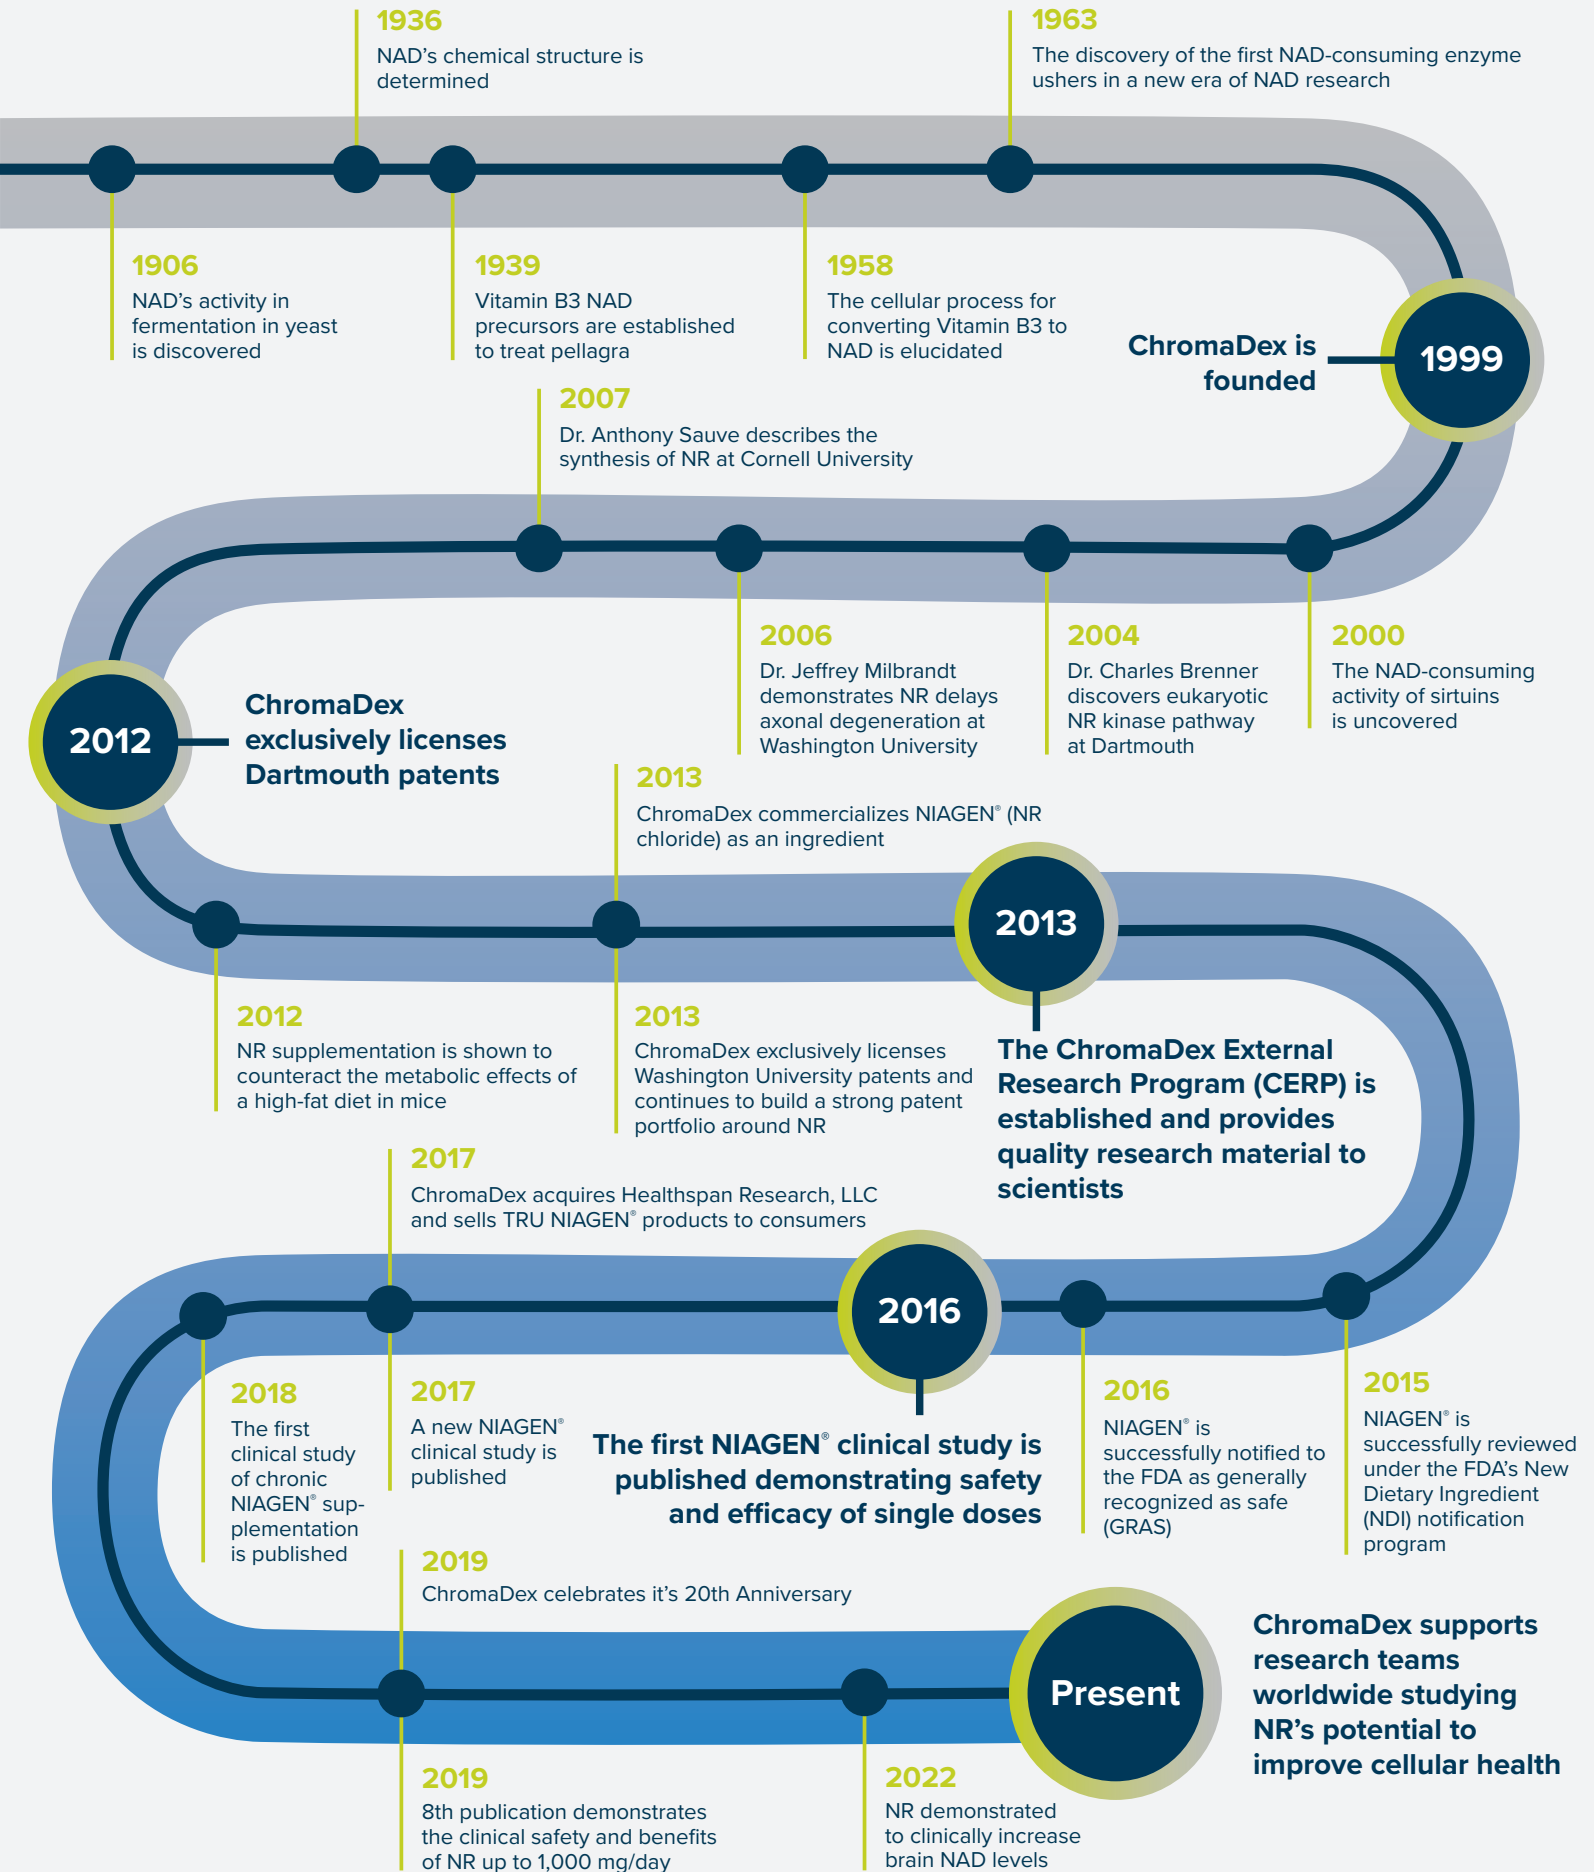 1936
NAD's chemical structure is
determined
1963
The discovery of the first NAD-consuming enzyme
ushers in a new era of NAD research
1906
NAD's activity in
fermentation in yeast
is discovered
1939
Vitamin B3 NAD
precursors are established
to treat pellagra
1958
The cellular process for
converting Vitamin B3 to
NAD is elucidated
ChromaDex is
founded
1999
2007
Dr. Anthony Sauve describes the
synthesis of NR at Cornell University
2000
The NAD-consuming
activity of sirtuins
is uncovered
2004
Dr. Charles Brenner
discovers eukaryotic
NR kinase pathway
at Dartmouth
2006
Dr. Jeffrey Milbrandt
demonstrates NR delays
axonal degeneration at
Washington University
2012
ChromaDex
exclusively licenses
Dartmouth patents
2013
ChromaDex commercializes NIAGEN® (NR
chloride) as an ingredient
2012
NR supplementation is shown to
counteract the metabolic effects of
a high-fat diet in mice
2013
ChromaDex exclusively licenses
Washington University patents and
continues to build a strong patent
portfolio around NR
2013
The ChromaDex External
Research Program (CERP) is
established and provides
quality research material to
scientists
2015
NIAGEN® is
successfully reviewed
under the FDA's New
Dietary Ingredient
(NDI) notification
program
2016
NIAGEN® is
successfully notified to
the FDA as generally
recognized as safe
(GRAS)
2016
The first NIAGEN® clinical study is
published demonstrating safety
and efficacy of single doses
2017
ChromaDex acquires Healthspan Research, LLC
and sells TRU NIAGEN® products to consumers
2017
A new NIAGEN®
clinical study is
published
2018
The first
clinical study
of chronic
NIAGEN® sup-
plementation
is published
2019
ChromaDex celebrates it's 20th Anniversary
2019
8th publication demonstrates
the clinical safety and benefits
of NR up to 1,000 mg/day
2022
NR demonstrated
to clinically increase
brain NAD levels
Present
ChromaDex supports
research teams
worldwide studying
NR's potential to
improve cellular health